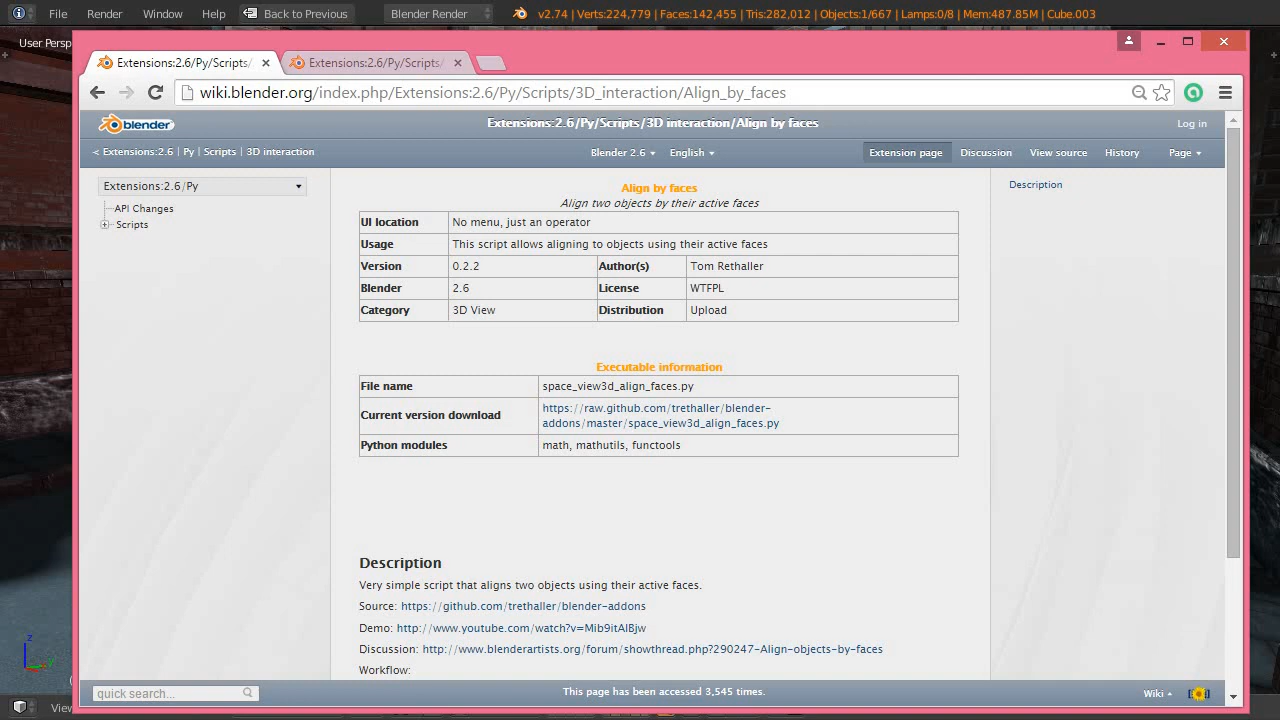 File Render Window Help Back to Previous Blender Render v2.74 | Verts:224,779 | Faces:142,455 | Tris:282,012 | Objects:1/667 | Lamps:0/8 | Mem:487.85M | Cube.003
User Persp
Extensions:2.6/Py/Scripts/ Extensions:2.6/Py/Scripts/
wiki.blender.org/index.php/Extensions:2.6/Py/Scripts/3D_interaction/Align_by_faces
blender Extensions:2.6/Py/Scripts/3D interaction/Align by faces Log in
< Extensions:2.6 | Py | Scripts | 3D interaction Blender 2.6 English Extension page Discussion View source History Page
Extensions:2.6/Py
API Changes
Scripts
Description
Align by faces
Align two objects by their active faces
UI location No menu, just an operator
Usage This script allows aligning to objects using their active faces
Version 0.2.2 Author(s) Tom Rethaller
Blender 2.6 License WTFPL
Category 3D View Distribution Upload
Executable information
File name space_view3d_align_faces.py
Current version download https://raw.github.com/trethaller/blender-
addons/master/space_view3d_align_faces.py
Python modules math, mathutils, functools
Description
Very simple script that aligns two objects using their active faces.
Source: https://github.com/trethaller/blender-addons
Demo: http://www.youtube.com/watch?v=Mib9itAlBjw
Discussion: http://www.blenderartists.org/forum/showthread.php?290247-Align-objects-by-faces
Workflow:
quick search... This page has been accessed 3,545 times. Wiki
z
y